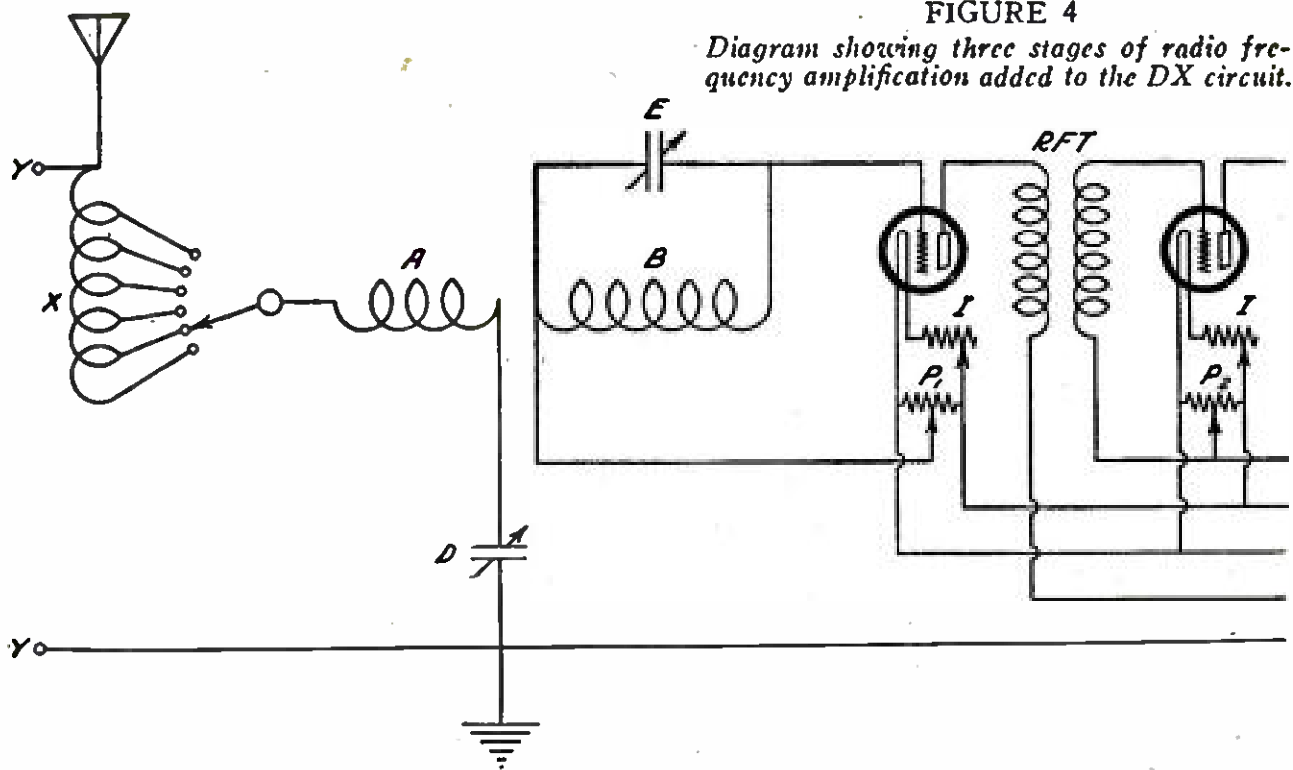 FIGURE 4
Diagram showing three stages of radio fre-
quency amplification added to the DX circuit.
E
RFT
Y
A
B
X
I
I
P1
P2
D
Y